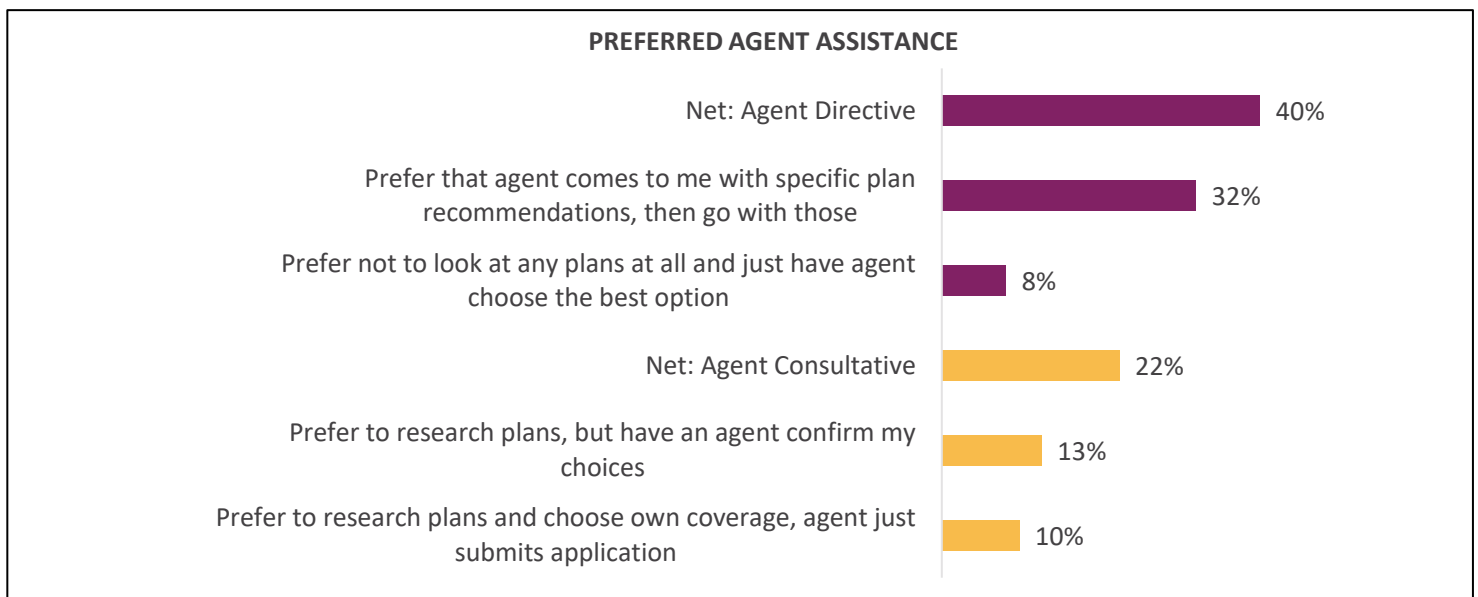 PREFERRED AGENT ASSISTANCE
Net: Agent Directive 40%
Prefer that agent comes to me with specific plan
recommendations, then go with those 32%
Prefer not to look at any plans at all and just have agent
choose the best option 8%
Net: Agent Consultative 22%
Prefer to research plans, but have an agent confirm my
choices 13%
Prefer to research plans and choose own coverage, agent just
submits application 10%